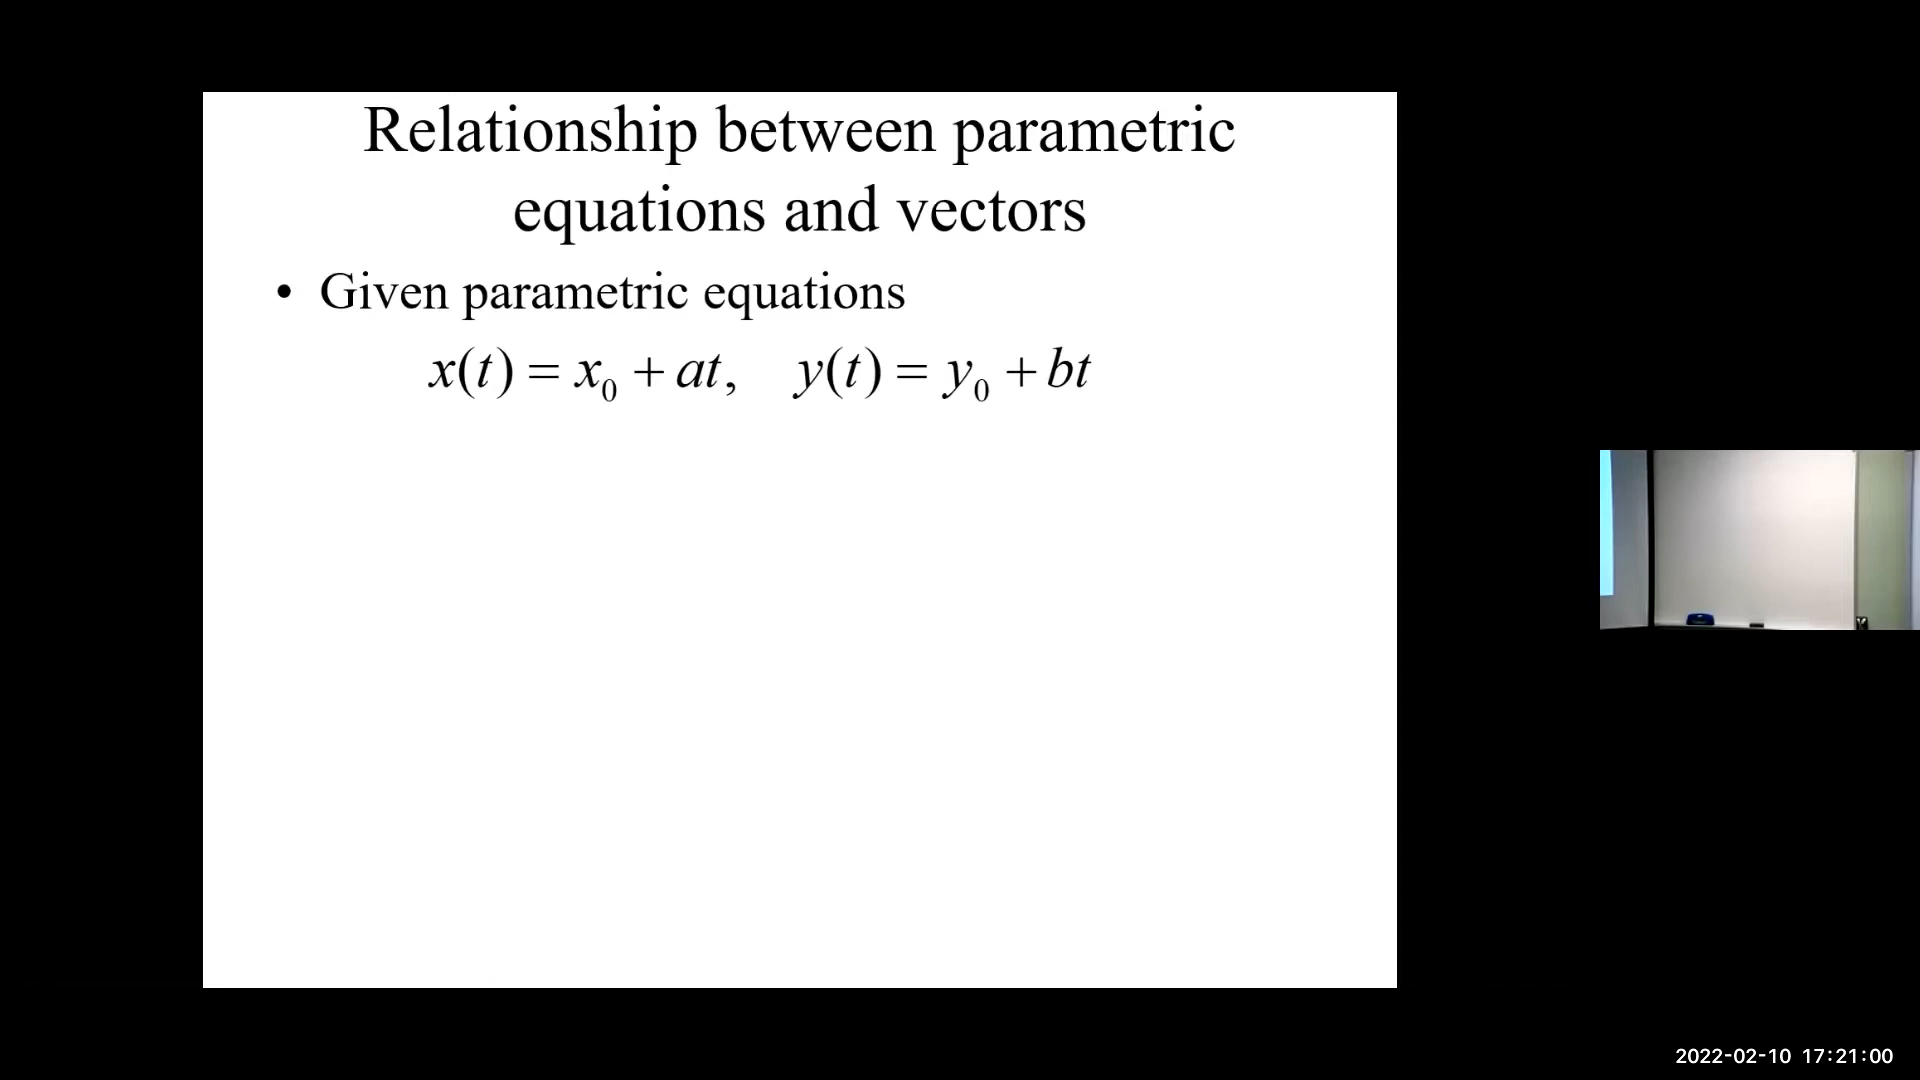 Relationship between parametric
equations and vectors
• Given parametric equations
x(t) = x₀ + at, y(t) = y₀ + bt
2022-02-10 17:21:00